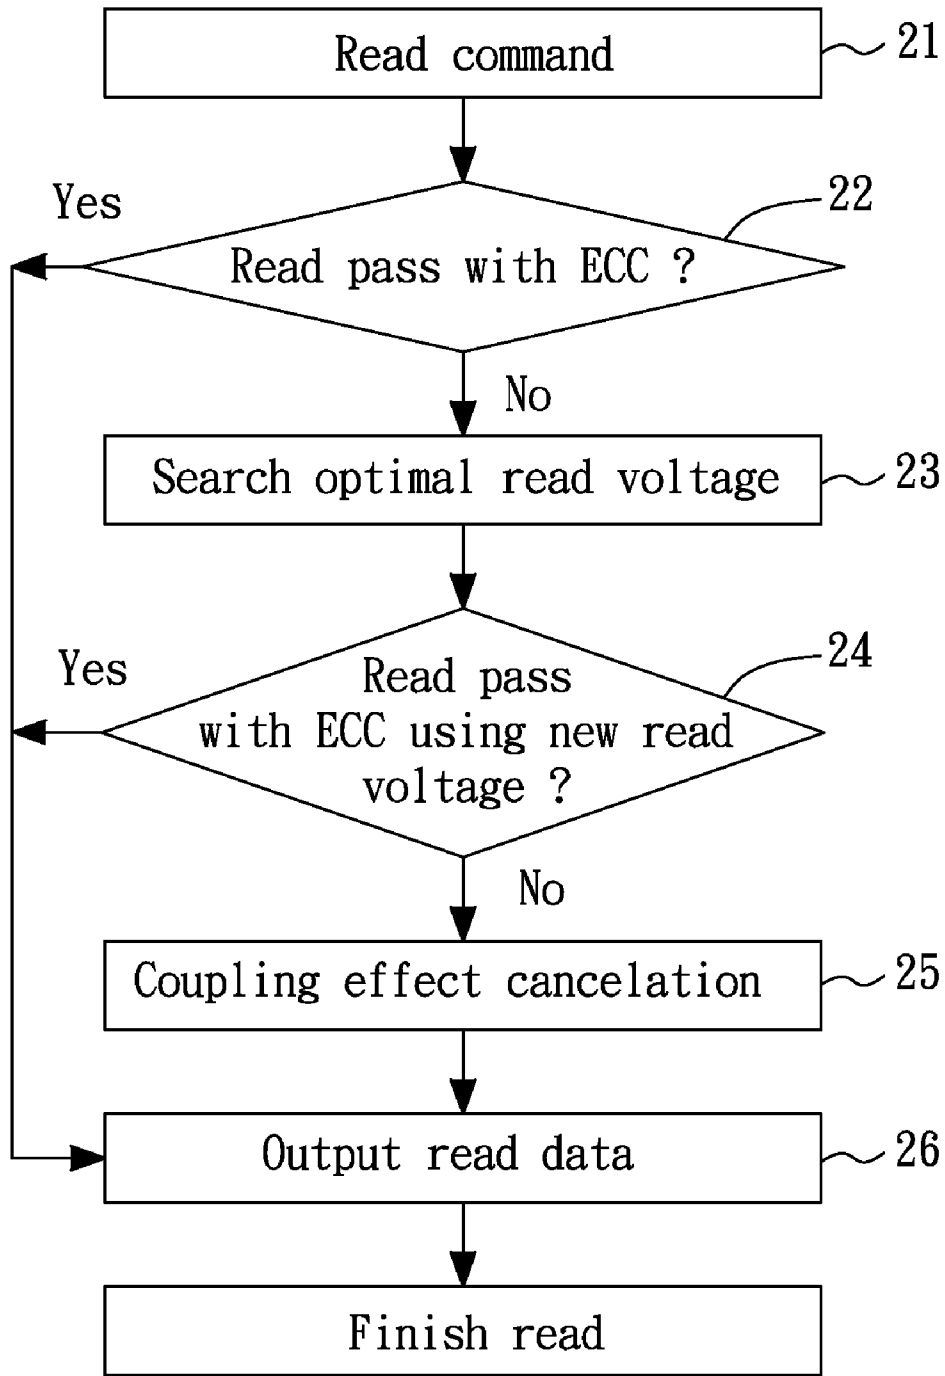 Read command
21
22
Yes
Read pass with ECC ?
No
Search optimal read voltage
23
24
Yes
Read pass
with ECC using new read
voltage ?
No
Coupling effect cancelation
25
Output read data
26
Finish read